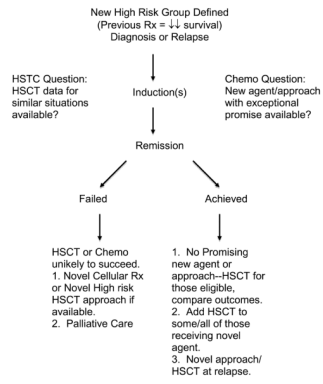 New High Risk Group Defined
(Previous Rx = ↓↓ survival)
Diagnosis or Relapse
HSTC Question:
HSCT data for
similar situations
available?
Induction(s)
Chemo Question:
New agent/approach
with exceptional
promise available?
Remission
Failed
Achieved
HSCT or Chemo
unlikely to succeed.
1. Novel Cellular Rx
or Novel High risk
HSCT approach if
available.
2. Palliative Care
1. No Promising
new agent or
approach--HSCT for
those eligible,
compare outcomes.
2. Add HSCT to
some/all of those
receiving novel
agent.
3. Novel approach/
HSCT at relapse.